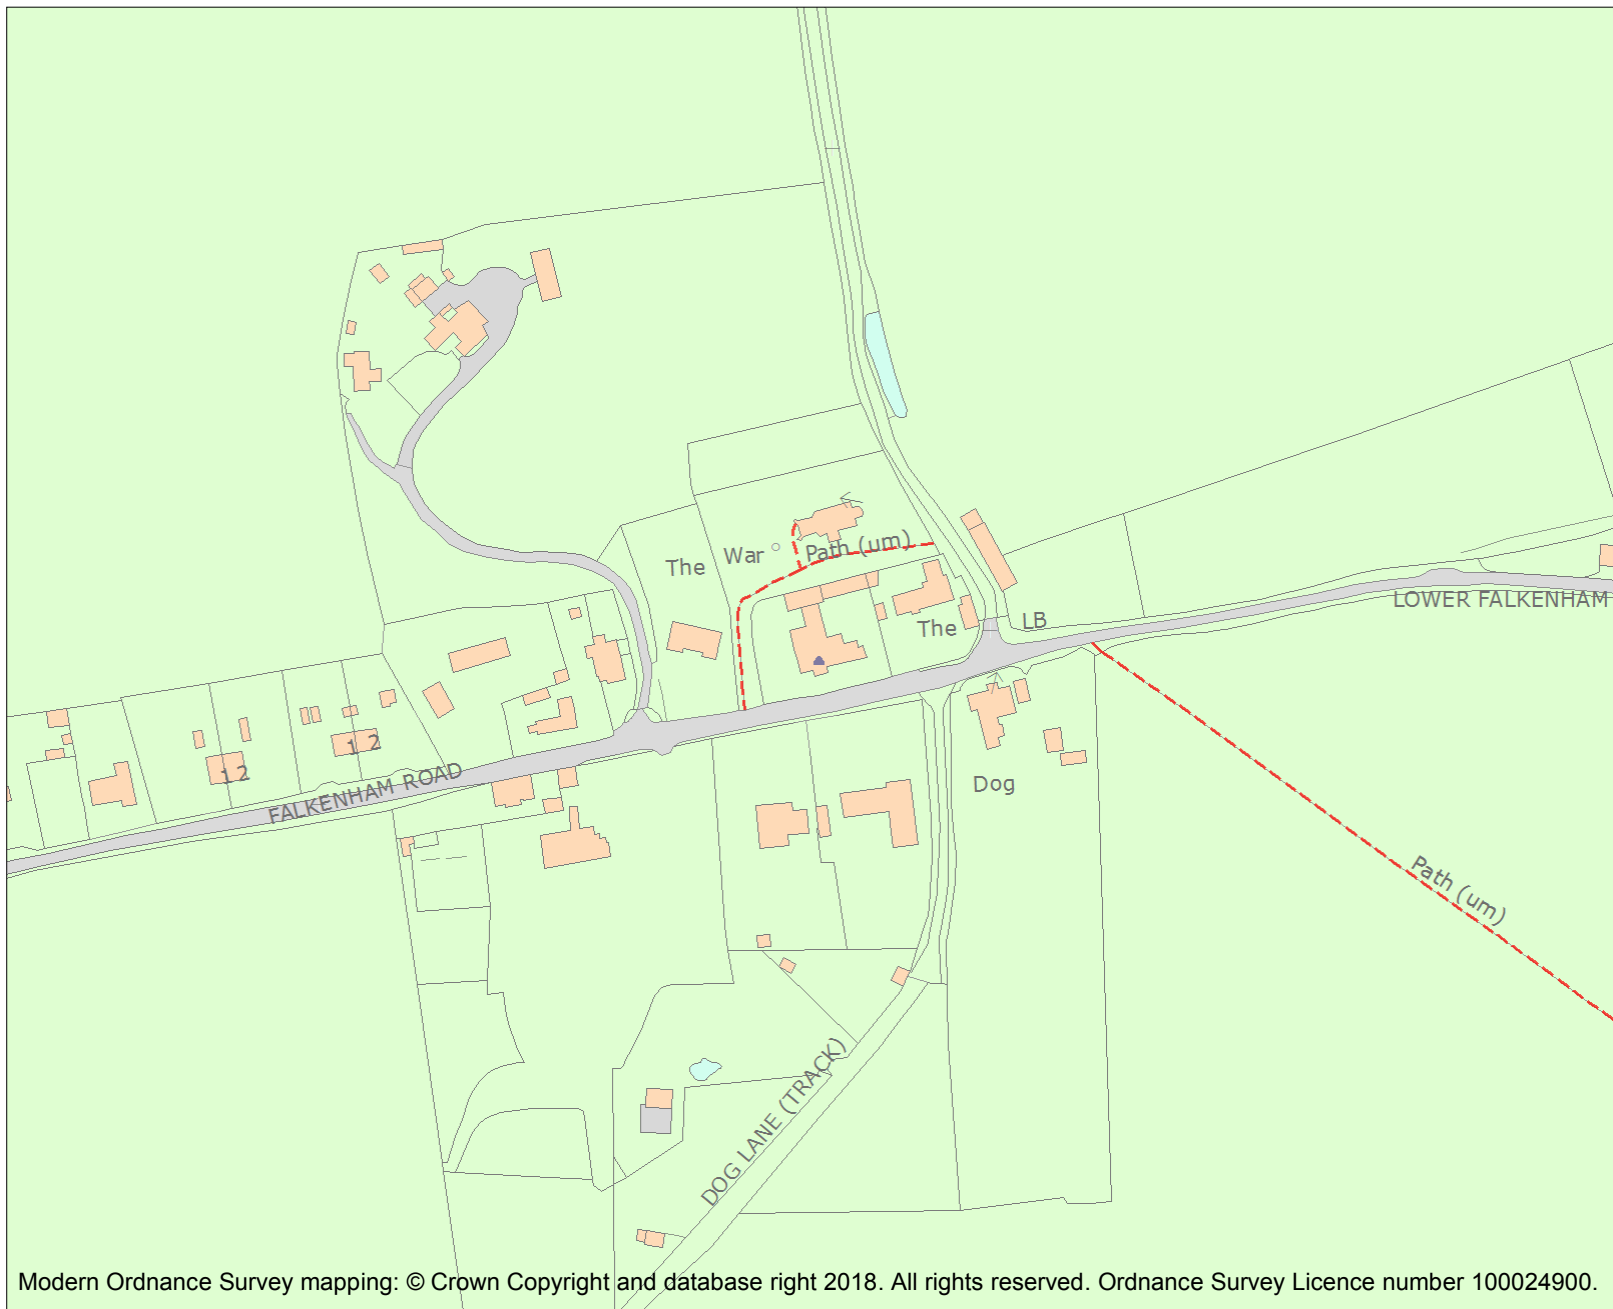 War
Path (um)
The
LOWER FALKENHAM
LB
The
1 2
1 2
FALKENHAM ROAD
Dog
Path (um)
DOG LANE (TRACK)
Modern Ordnance Survey mapping: © Crown Copyright and database right 2018. All rights reserved. Ordnance Survey Licence number 100024900.